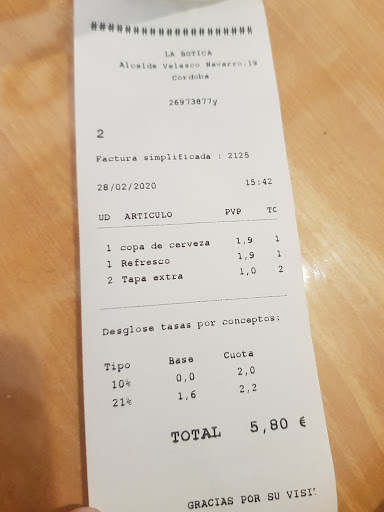 ####################
LA BOTICA
Alcalde Velasco Navarro,19
Cordoba
26973877y
2
Factura simplificada : 2125
28/02/2020 15:42
UD ARTICULO PVP TC
1 copa de cerveza 1,9 1
1 Refresco 1,9 1
2 Tapa extra 1,0 2
Desglose tasas por conceptos:
Tipo Base Cuota
10% 0,0 2,0
21% 1,6 2,2
TOTAL 5,80 €
GRACIAS POR SU VISI